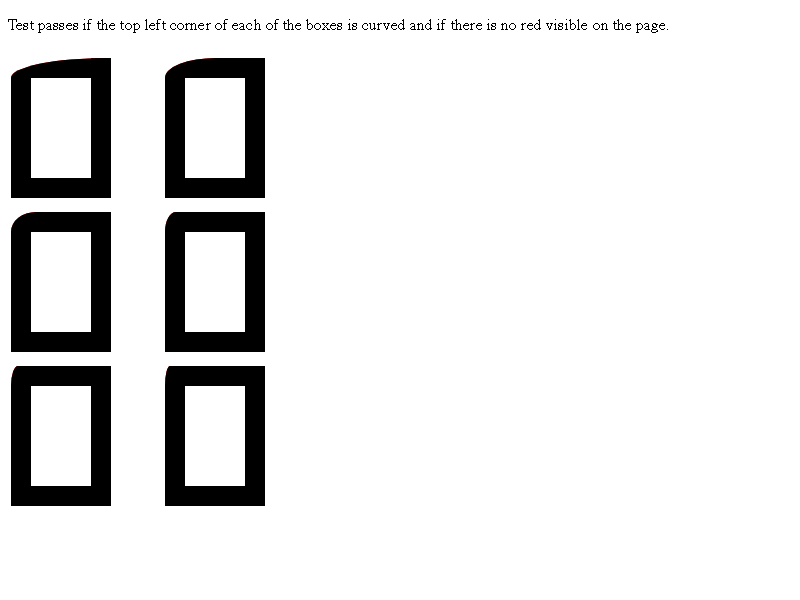 Test passes if the top left corner of each of the boxes is curved and if there is no red visible on the page.